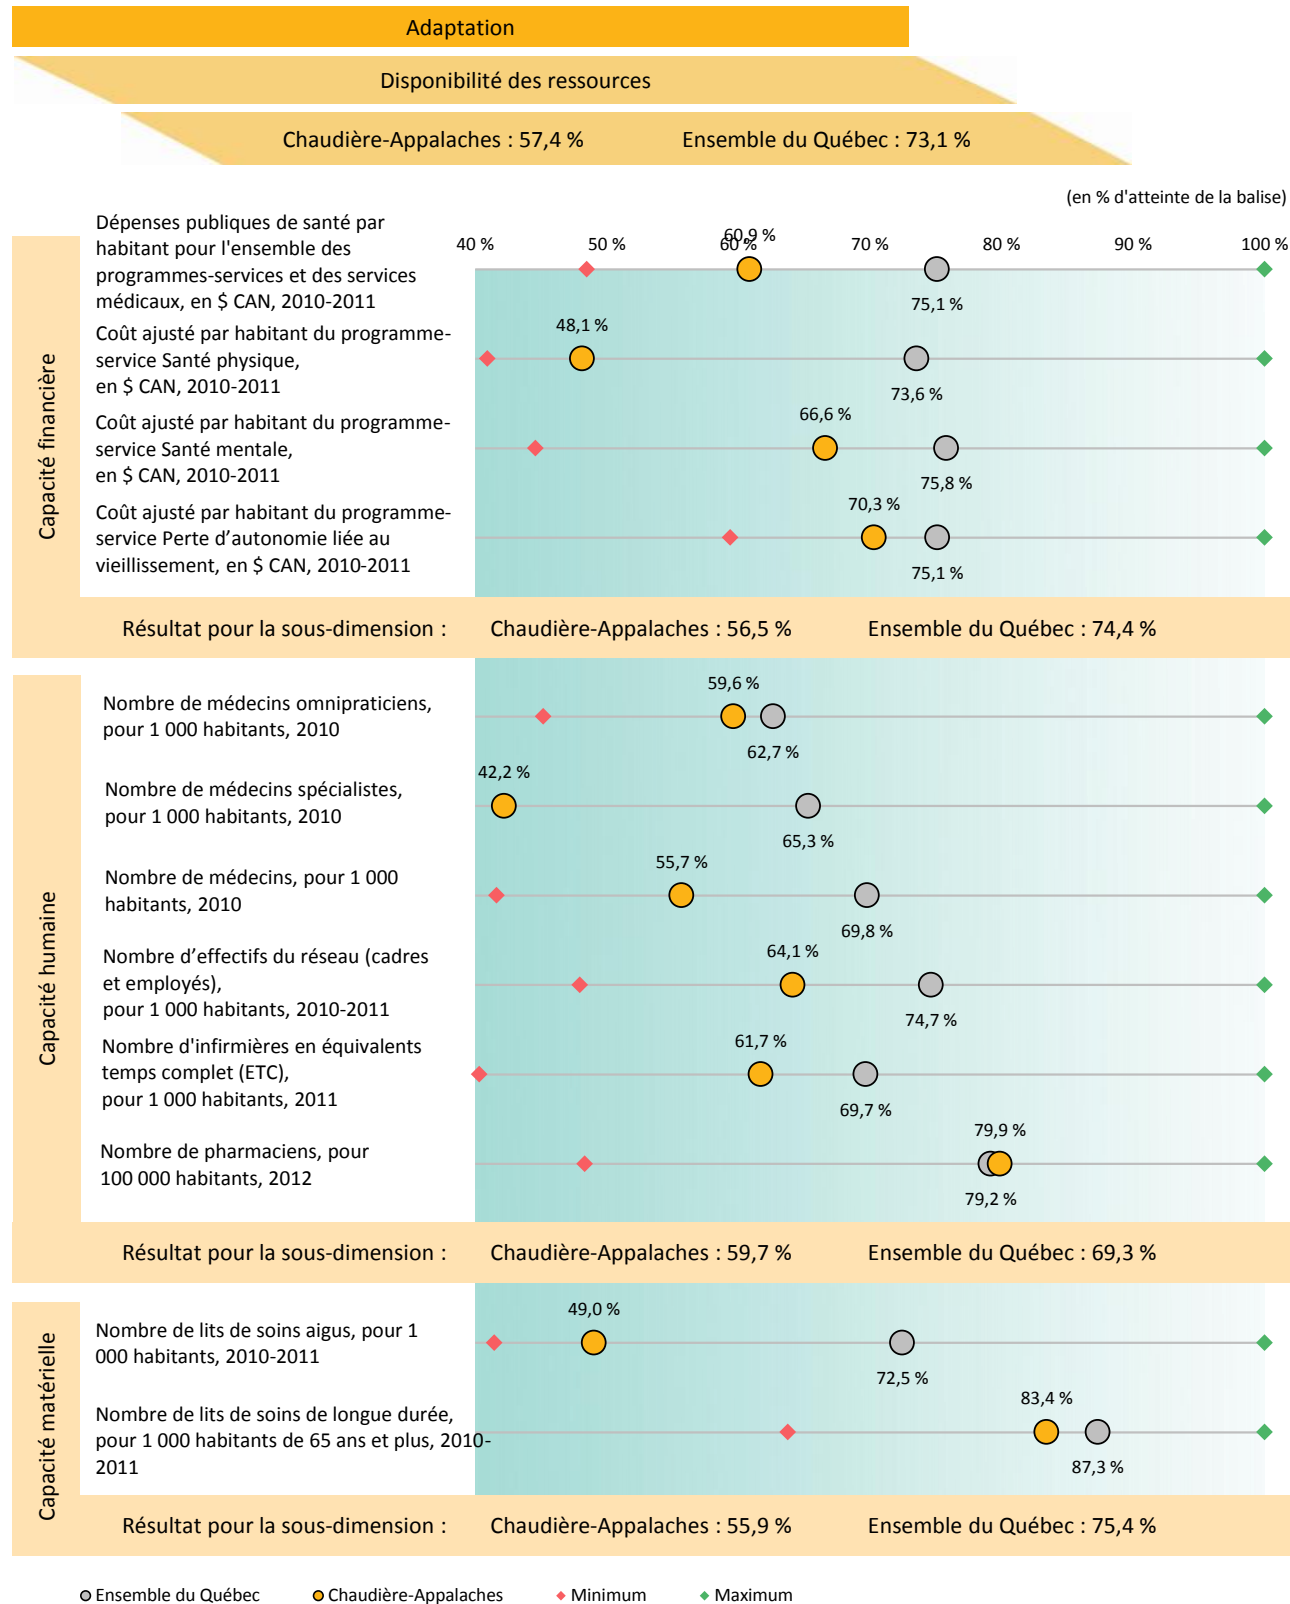 Adaptation
Disponibilité des ressources
Chaudière-Appalaches : 57,4 % Ensemble du Québec : 73,1 %
(en % d'atteinte de la balise)
40 % 50 % 60 % 70 % 80 % 90 % 100 %
Capacité financière
Dépenses publiques de santé par
habitant pour l'ensemble des
programmes-services et des services
médicaux, en $ CAN, 2010-2011
60,9 %
75,1 %
Coût ajusté par habitant du programme-
service Santé physique,
en $ CAN, 2010-2011
48,1 %
73,6 %
Coût ajusté par habitant du programme-
service Santé mentale,
en $ CAN, 2010-2011
66,6 %
75,8 %
Coût ajusté par habitant du programme-
service Perte d’autonomie liée au
vieillissement, en $ CAN, 2010-2011
70,3 %
75,1 %
Résultat pour la sous-dimension : Chaudière-Appalaches : 56,5 % Ensemble du Québec : 74,4 %
Capacité humaine
Nombre de médecins omnipraticiens,
pour 1 000 habitants, 2010
59,6 %
62,7 %
Nombre de médecins spécialistes,
pour 1 000 habitants, 2010
42,2 %
65,3 %
Nombre de médecins, pour 1 000
habitants, 2010
55,7 %
69,8 %
Nombre d’effectifs du réseau (cadres
et employés),
pour 1 000 habitants, 2010-2011
64,1 %
74,7 %
Nombre d'infirmières en équivalents
temps complet (ETC),
pour 1 000 habitants, 2011
61,7 %
69,7 %
Nombre de pharmaciens, pour
100 000 habitants, 2012
79,9 %
79,2 %
Résultat pour la sous-dimension : Chaudière-Appalaches : 59,7 % Ensemble du Québec : 69,3 %
Capacité matérielle
Nombre de lits de soins aigus, pour 1
000 habitants, 2010-2011
49,0 %
72,5 %
Nombre de lits de soins de longue durée,
pour 1 000 habitants de 65 ans et plus, 2010-
2011
83,4 %
87,3 %
Résultat pour la sous-dimension : Chaudière-Appalaches : 55,9 % Ensemble du Québec : 75,4 %
Ensemble du Québec Chaudière-Appalaches Minimum Maximum